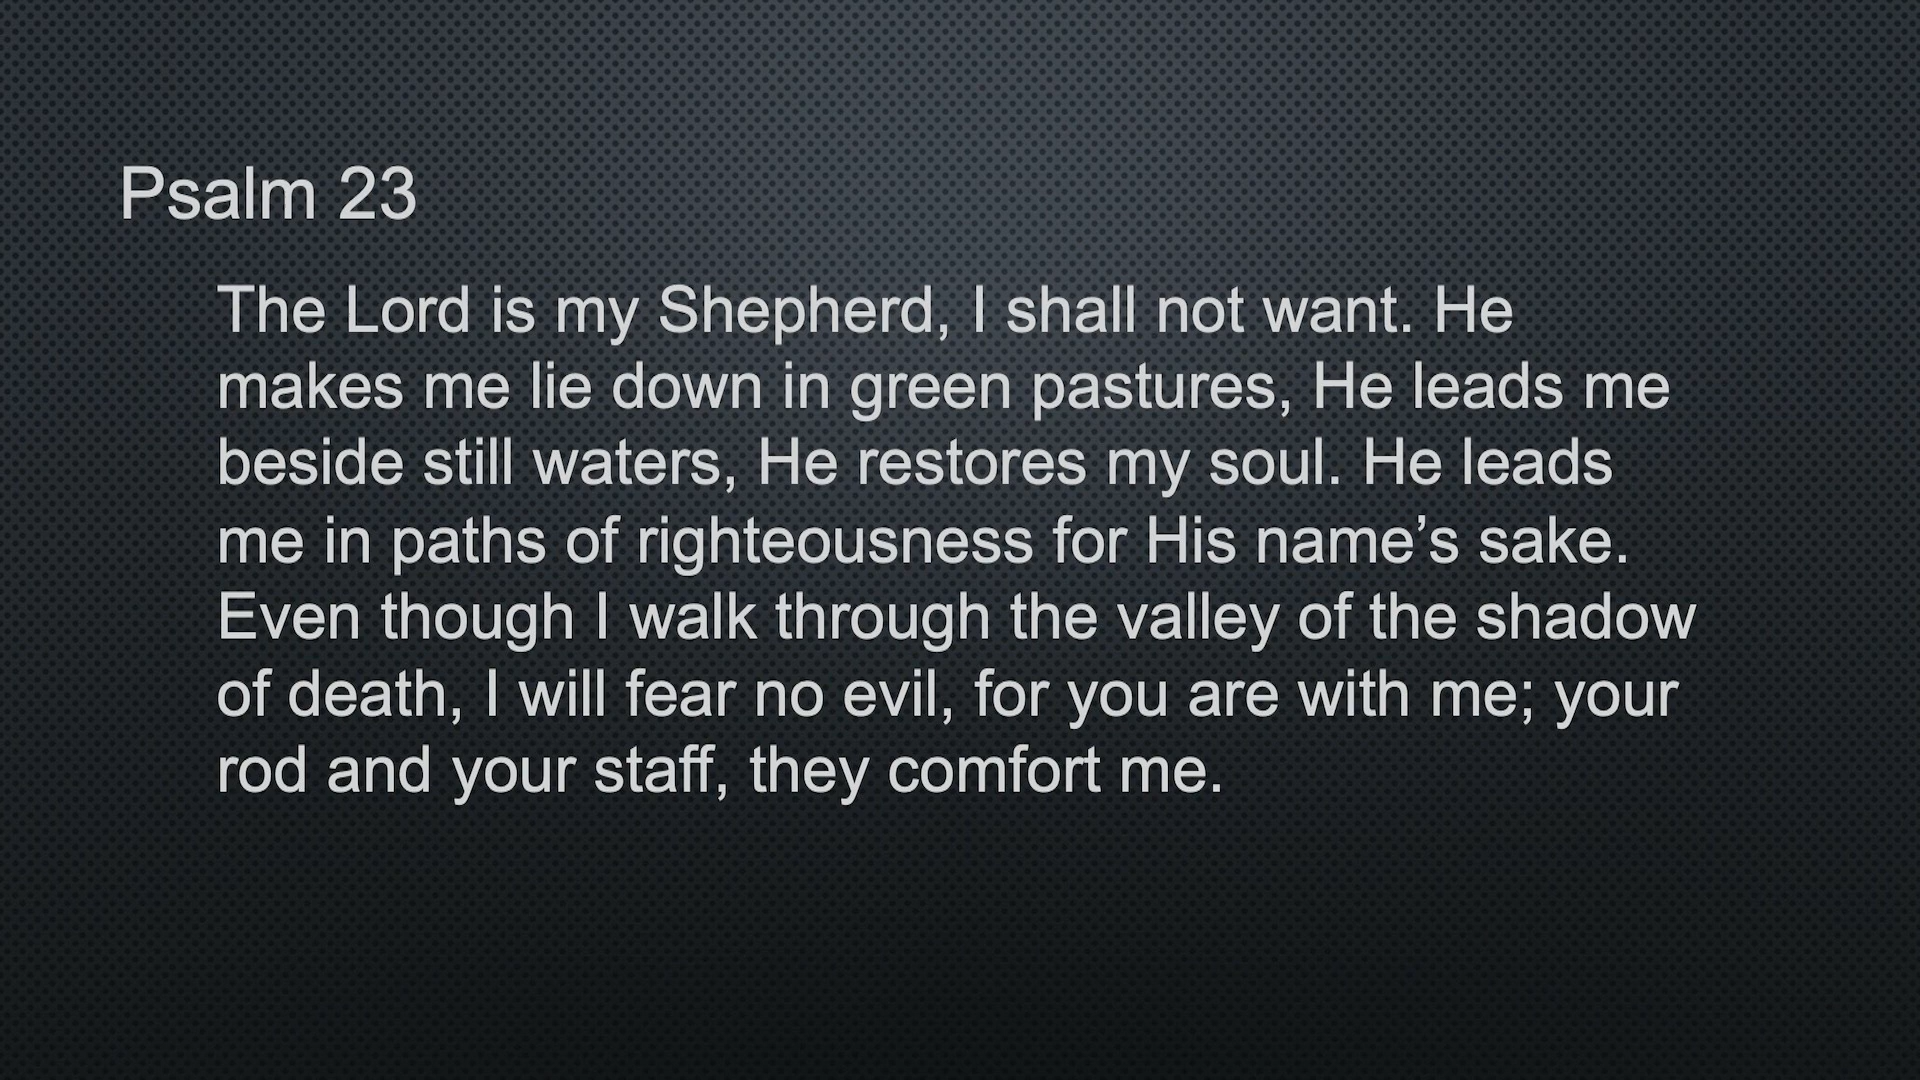 Psalm 23
The Lord is my Shepherd, I shall not want. He
makes me lie down in green pastures, He leads me
beside still waters, He restores my soul. He leads
me in paths of righteousness for His name’s sake.
Even though I walk through the valley of the shadow
of death, I will fear no evil, for you are with me; your
rod and your staff, they comfort me.